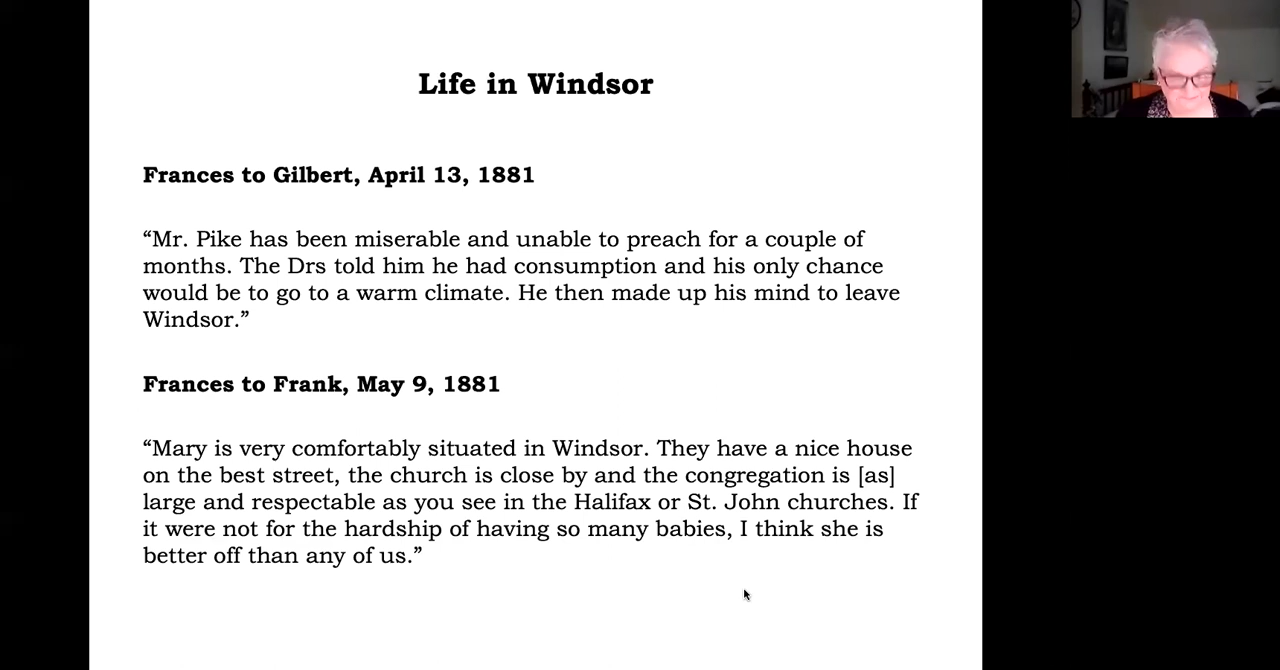 Life in Windsor
Frances to Gilbert, April 13, 1881
“Mr. Pike has been miserable and unable to preach for a couple of
months. The Drs told him he had consumption and his only chance
would be to go to a warm climate. He then made up his mind to leave
Windsor.”
Frances to Frank, May 9, 1881
“Mary is very comfortably situated in Windsor. They have a nice house
on the best street, the church is close by and the congregation is [as]
large and respectable as you see in the Halifax or St. John churches. If
it were not for the hardship of having so many babies, I think she is
better off than any of us.”